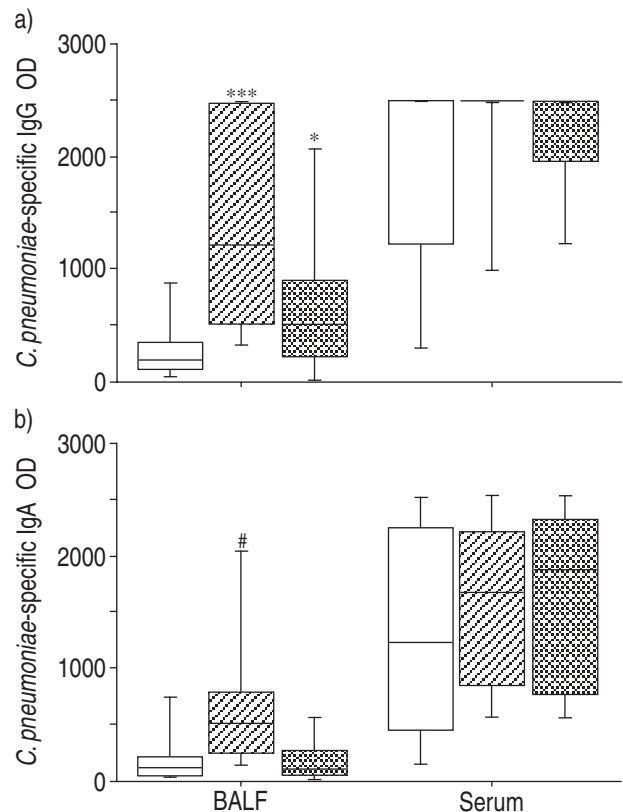 a)
C. pneumoniae-specific IgG OD
3000
2000
1000
0
***
*
b)
C. pneumoniae-specific IgA OD
3000
2000
1000
0
#
BALF
Serum